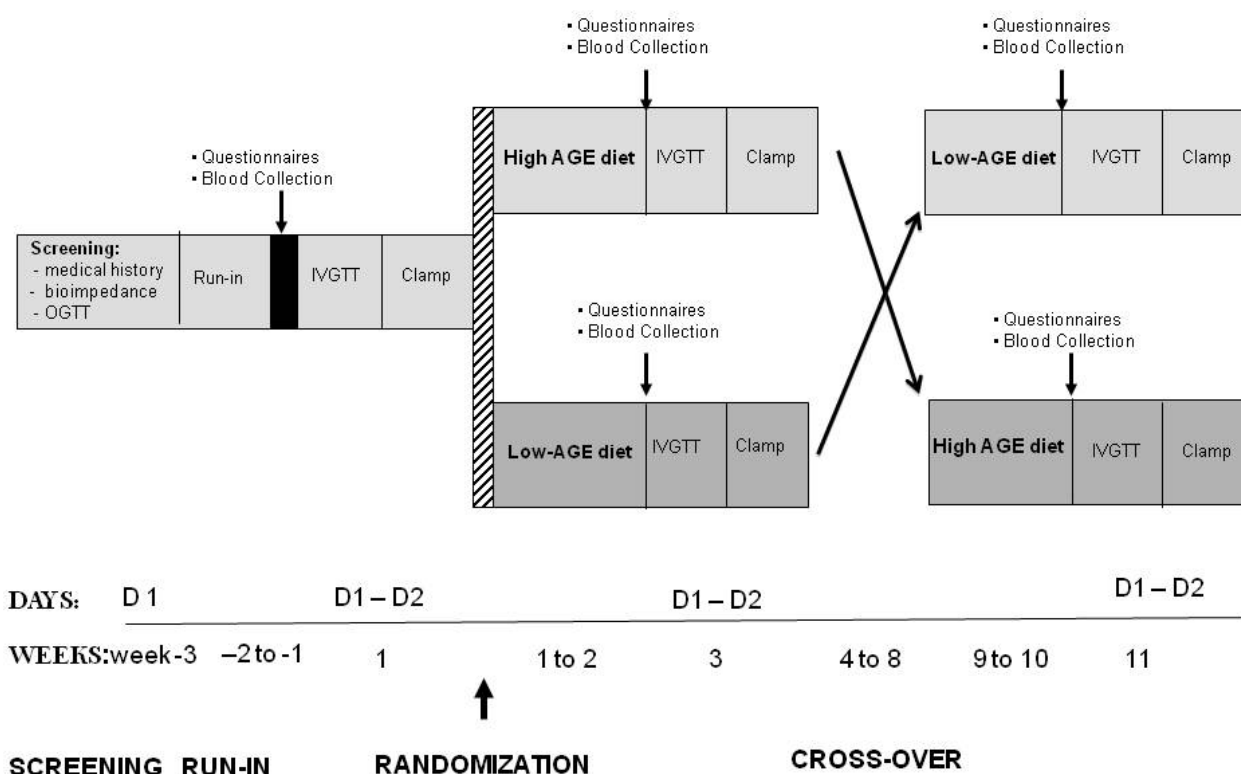 ▪ Questionnaires
▪ Blood Collection
▪ Questionnaires
▪ Blood Collection
High AGE diet IVGTT Clamp
Low-AGE diet IVGTT Clamp
▪ Questionnaires
▪ Blood Collection
Screening:
- medical history
- bioimpedance
- OGTT
Run-in IVGTT Clamp
▪ Questionnaires
▪ Blood Collection
▪ Questionnaires
▪ Blood Collection
Low-AGE diet IVGTT Clamp
High AGE diet IVGTT Clamp
DAYS: D 1 D1 – D2 D1 – D2 D1 – D2
WEEKS: week -3 –2 to -1 1 1 to 2 3 4 to 8 9 to 10 11
SCREENING RUN-IN RANDOMIZATION CROSS-OVER